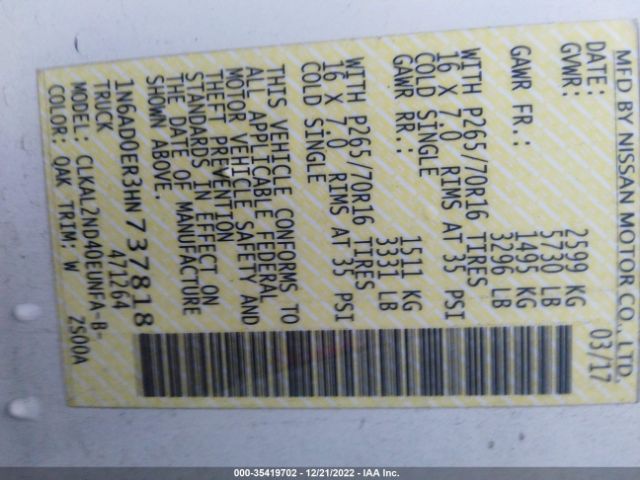 MFD BY NISSAN MOTOR CO., LTD.
DATE: 03/17
GVWR: 2599 KG
5730 LB
GAWR FR.: 1495 KG
3296 LB
WITH P265/70R16 TIRES
16 X 7.0 RIMS AT 35 PSI
COLD SINGLE
GAWR RR.: 1511 KG
3331 LB
WITH P265/70R16 TIRES
16 X 7.0 RIMS AT 35 PSI
COLD SINGLE
THIS VEHICLE CONFORMS TO
ALL APPLICABLE FEDERAL
MOTOR VEHICLE SAFETY AND
THEFT PREVENTION
STANDARDS IN EFFECT ON
THE DATE OF MANUFACTURE
SHOWN ABOVE.
1N6AD0ER3HN737818
TRUCK 471264
MODEL: CLKAL2ND40EUNFA-B-
COLOR: QAK TRIM: W 2S00A
000-35419702 - 12/21/2022 - IAA Inc.